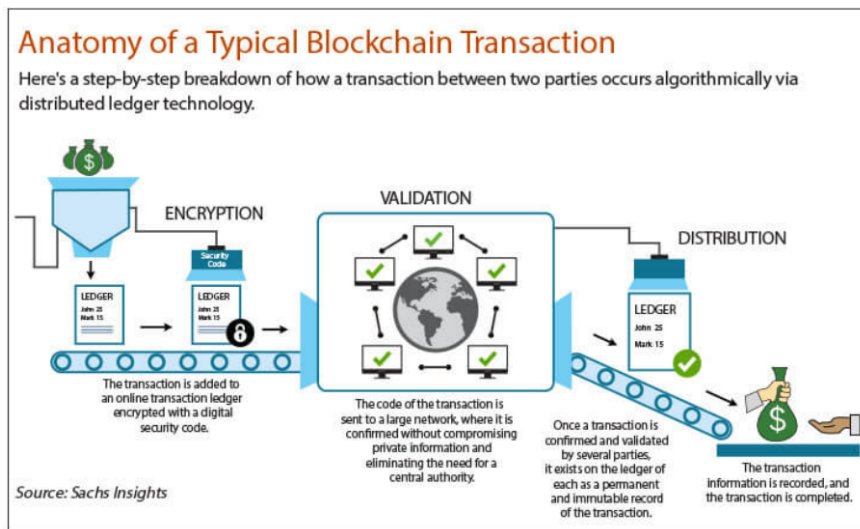 Anatomy of a Typical Blockchain Transaction
Here's a step-by-step breakdown of how a transaction between two parties occurs algorithmically via
distributed ledger technology.
ENCRYPTION
Security
Code
LEDGER
John 25
Mark 15
LEDGER
John 25
Mark 15
The transaction is added to
an online transaction ledger
encrypted with a digital
security code.
VALIDATION
The code of the transaction is
sent to a large network, where it is
confirmed without compromising
private information and
eliminating the need for a
central authority.
DISTRIBUTION
LEDGER
John 25
Mark 15
Once a transaction is
confirmed and validated
by several parties,
it exists on the ledger of
each as a permanent
and immutable record
of the transaction.
The transaction
information is recorded, and
the transaction is completed.
Source: Sachs Insights